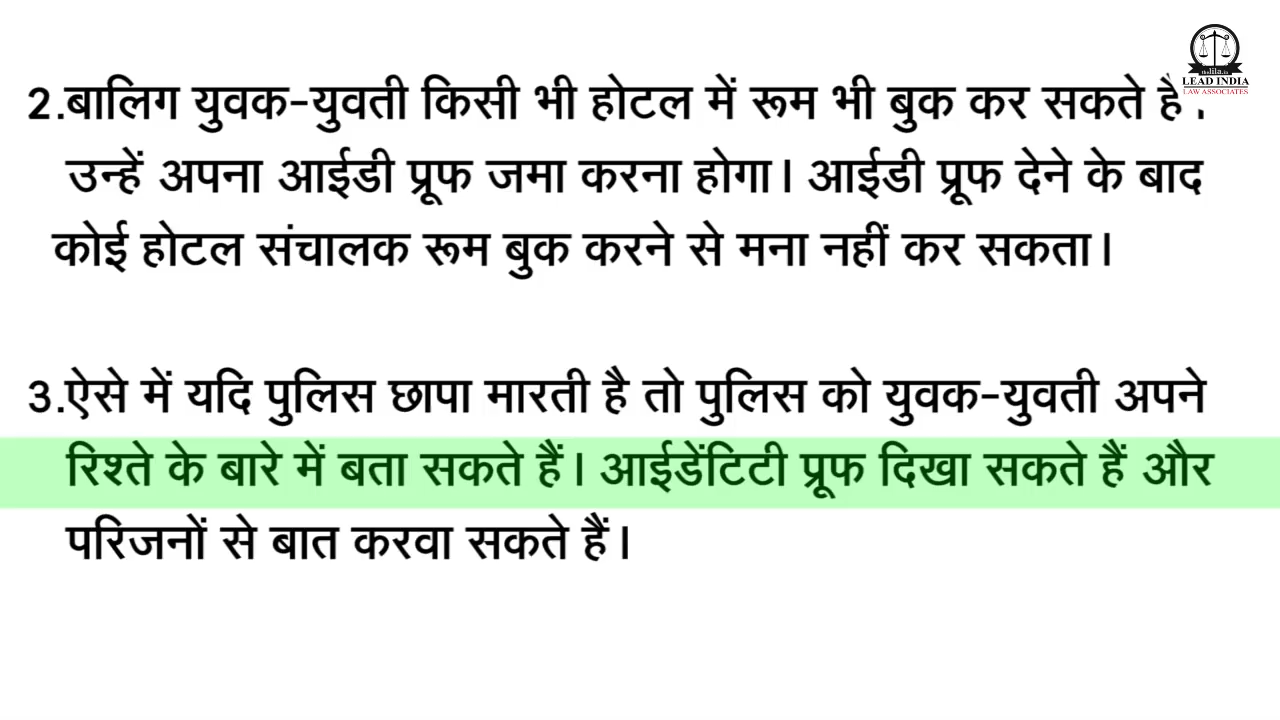 2.बालिग युवक-युवती किसी भी होटल में रूम भी बुक कर सकते है।
उन्हें अपना आईडी प्रूफ जमा करना होगा। आईडी प्रूफ देने के बाद
कोई होटल संचालक रूम बुक करने से मना नहीं कर सकता।
3.ऐसे में यदि पुलिस छापा मारती है तो पुलिस को युवक-युवती अपने
रिश्ते के बारे में बता सकते हैं। आईडेंटिटी प्रूफ दिखा सकते हैं और
परिजनों से बात करवा सकते हैं।
LEAD INDIA
LAW ASSOCIATES